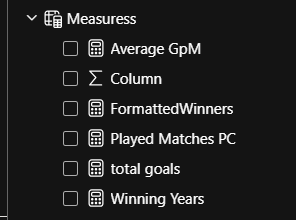 Measuress
Average GpM
Column
FormattedWinners
Played Matches PC
total goals
Winning Years